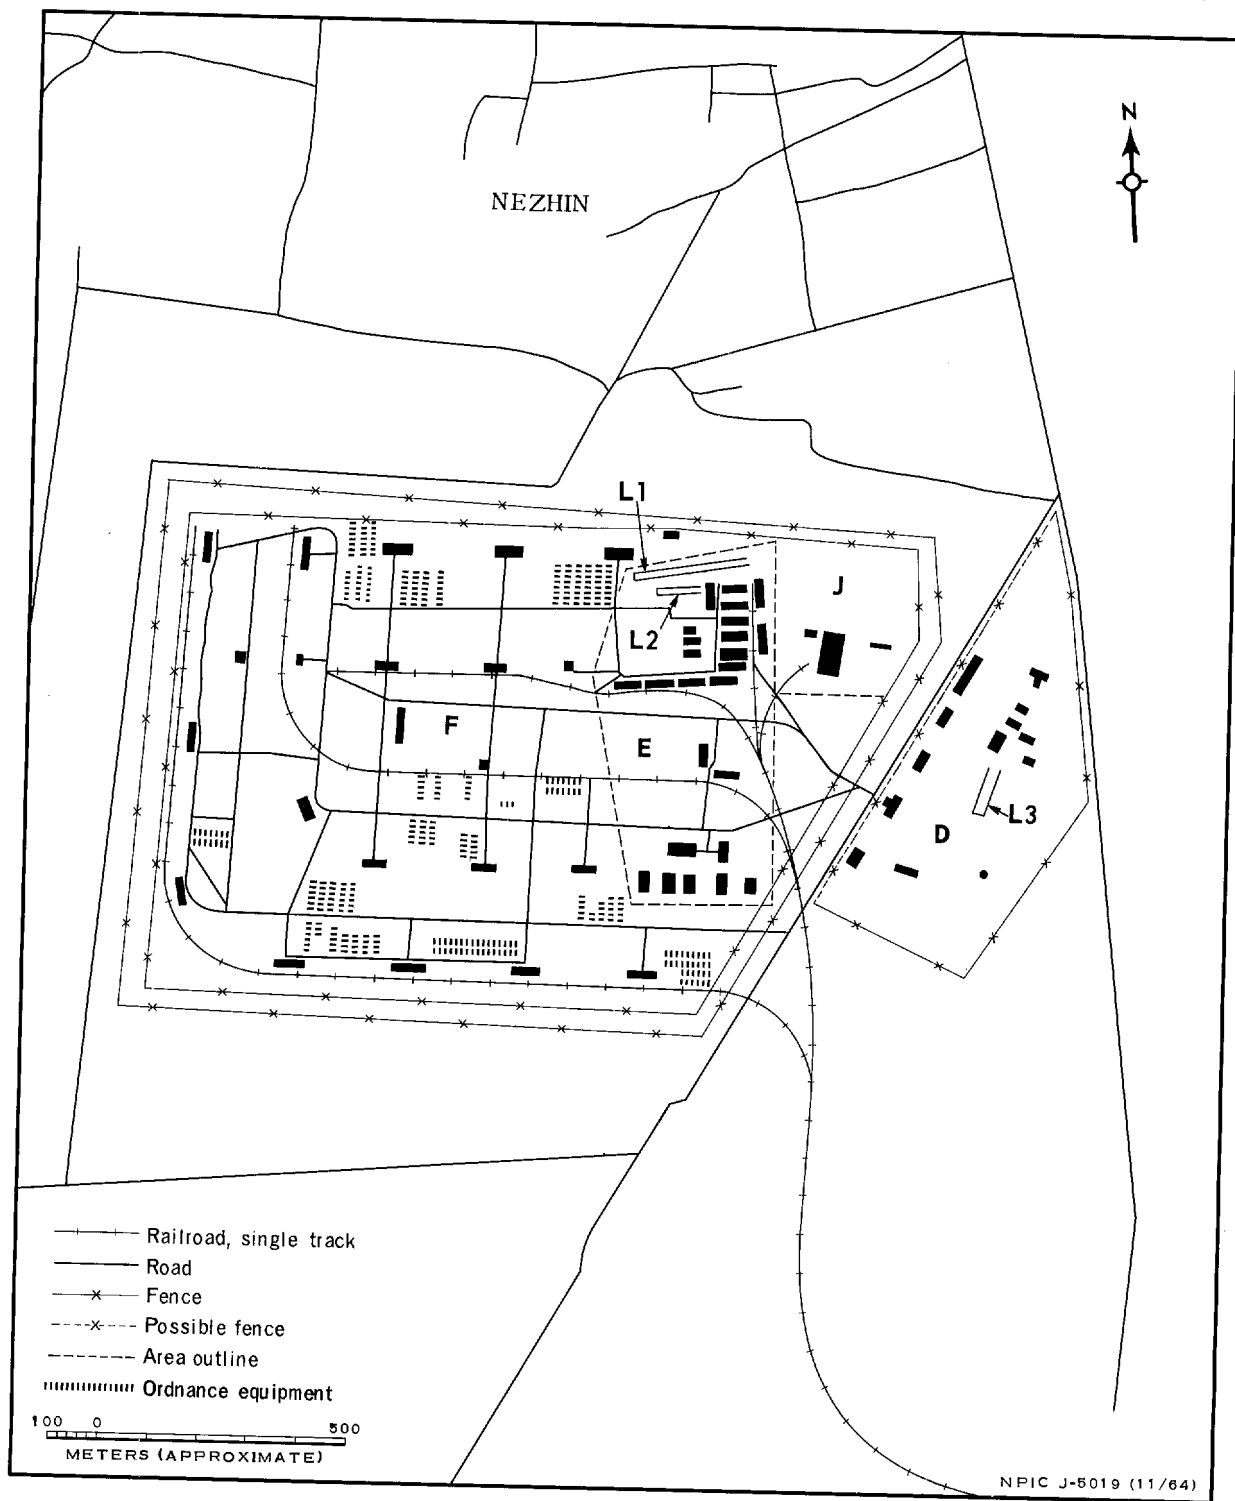 N
NEZHIN
L1
J
L2
F
E
L3
D
Railroad, single track
Road
Fence
Possible fence
Area outline
Ordnance equipment
100 0 500
METERS (APPROXIMATE)
NPIC J-5019 (11/64)